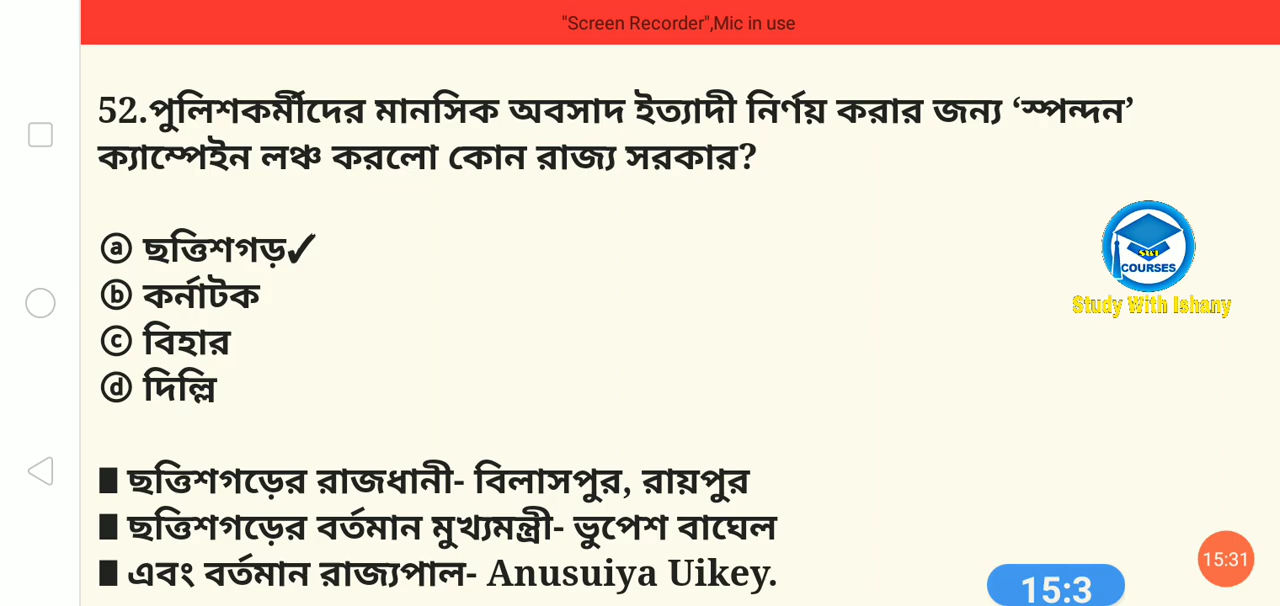 "Screen Recorder",Mic in use
52.পুলিশকর্মীদের মানসিক অবসাদ ইত্যাদী নির্ণয় করার জন্য ‘স্পন্দন’
ক্যাম্পেইন লঞ্চ করলো কোন রাজ্য সরকার?
ⓐ ছত্তিশগড়✓
ⓑ কর্নাটক
ⓒ বিহার
ⓓ দিল্লি
COURSES
Study With Ishany
■ ছত্তিশগড়ের রাজধানী- বিলাসপুর, রায়পুর
■ ছত্তিশগড়ের বর্তমান মুখ্যমন্ত্রী- ভুপেশ বাঘেল
■ এবং বর্তমান রাজ্যপাল- Anusuiya Uikey.
15:31
15:3